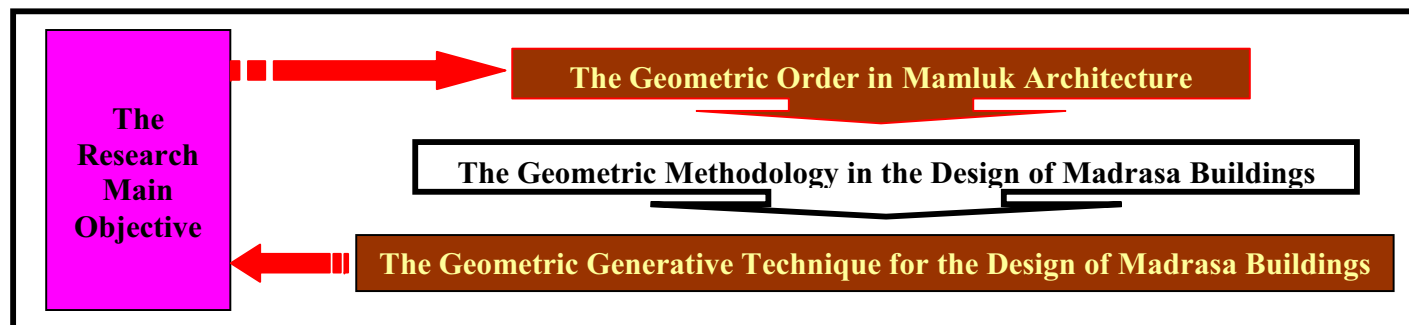 The
Research
Main
Objective
The Geometric Order in Mamluk Architecture
The Geometric Methodology in the Design of Madrasa Buildings
The Geometric Generative Technique for the Design of Madrasa Buildings